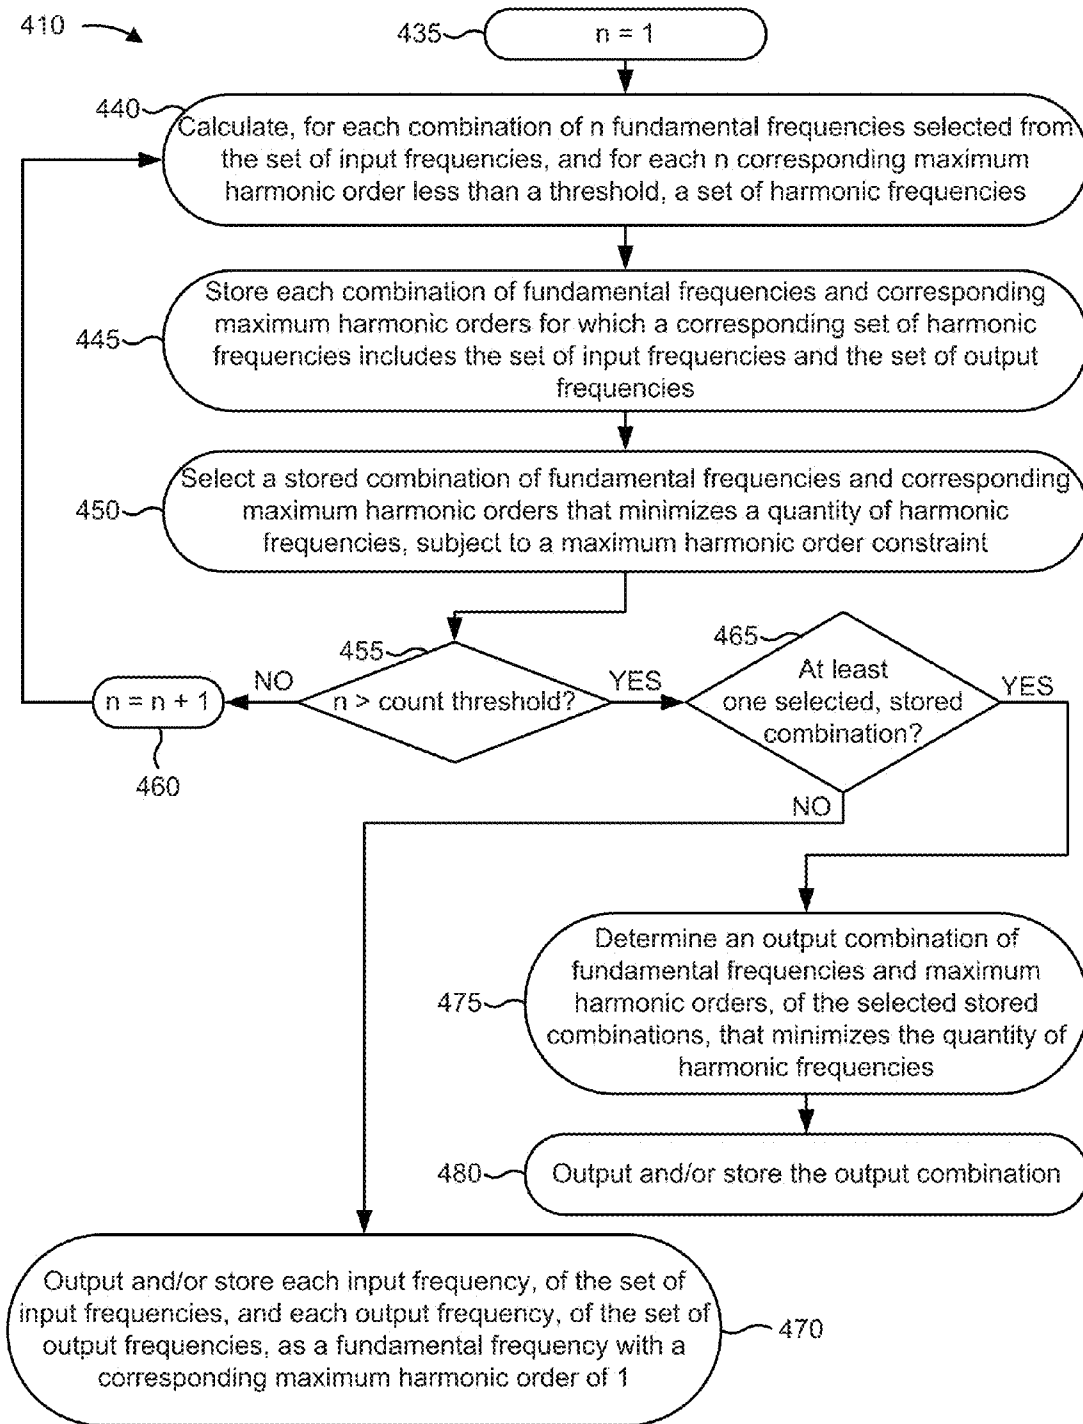 410
435
n = 1
440
Calculate, for each combination of n fundamental frequencies selected from
the set of input frequencies, and for each n corresponding maximum
harmonic order less than a threshold, a set of harmonic frequencies
445
Store each combination of fundamental frequencies and corresponding
maximum harmonic orders for which a corresponding set of harmonic
frequencies includes the set of input frequencies and the set of output
frequencies
450
Select a stored combination of fundamental frequencies and corresponding
maximum harmonic orders that minimizes a quantity of harmonic
frequencies, subject to a maximum harmonic order constraint
455
n > count threshold?
NO
YES
n = n + 1
460
465
At least
one selected, stored
combination?
YES
NO
475
Determine an output combination of
fundamental frequencies and maximum
harmonic orders, of the selected stored
combinations, that minimizes the quantity of
harmonic frequencies
480
Output and/or store the output combination
Output and/or store each input frequency, of the set of
input frequencies, and each output frequency, of the set of
output frequencies, as a fundamental frequency with a
corresponding maximum harmonic order of 1
470